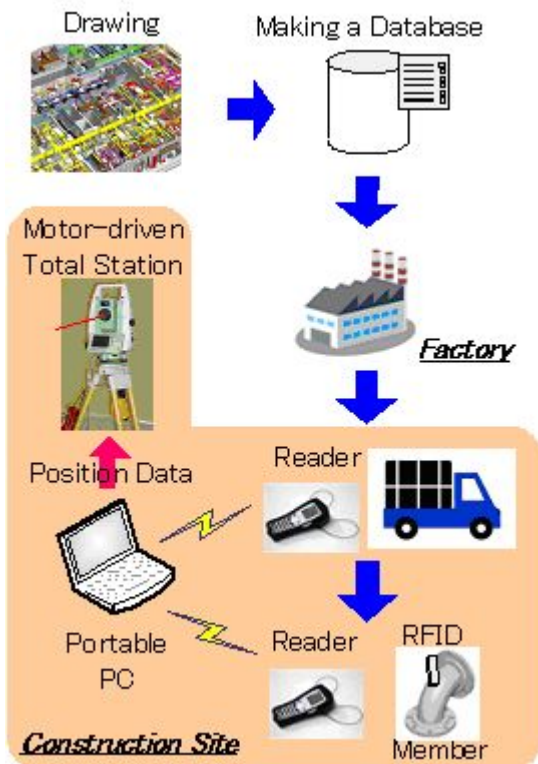 Drawing
Making a Database
Motor-driven
Total Station
Factory
Position Data
Reader
Portable
PC
Reader
RFID
Member
Construction Site